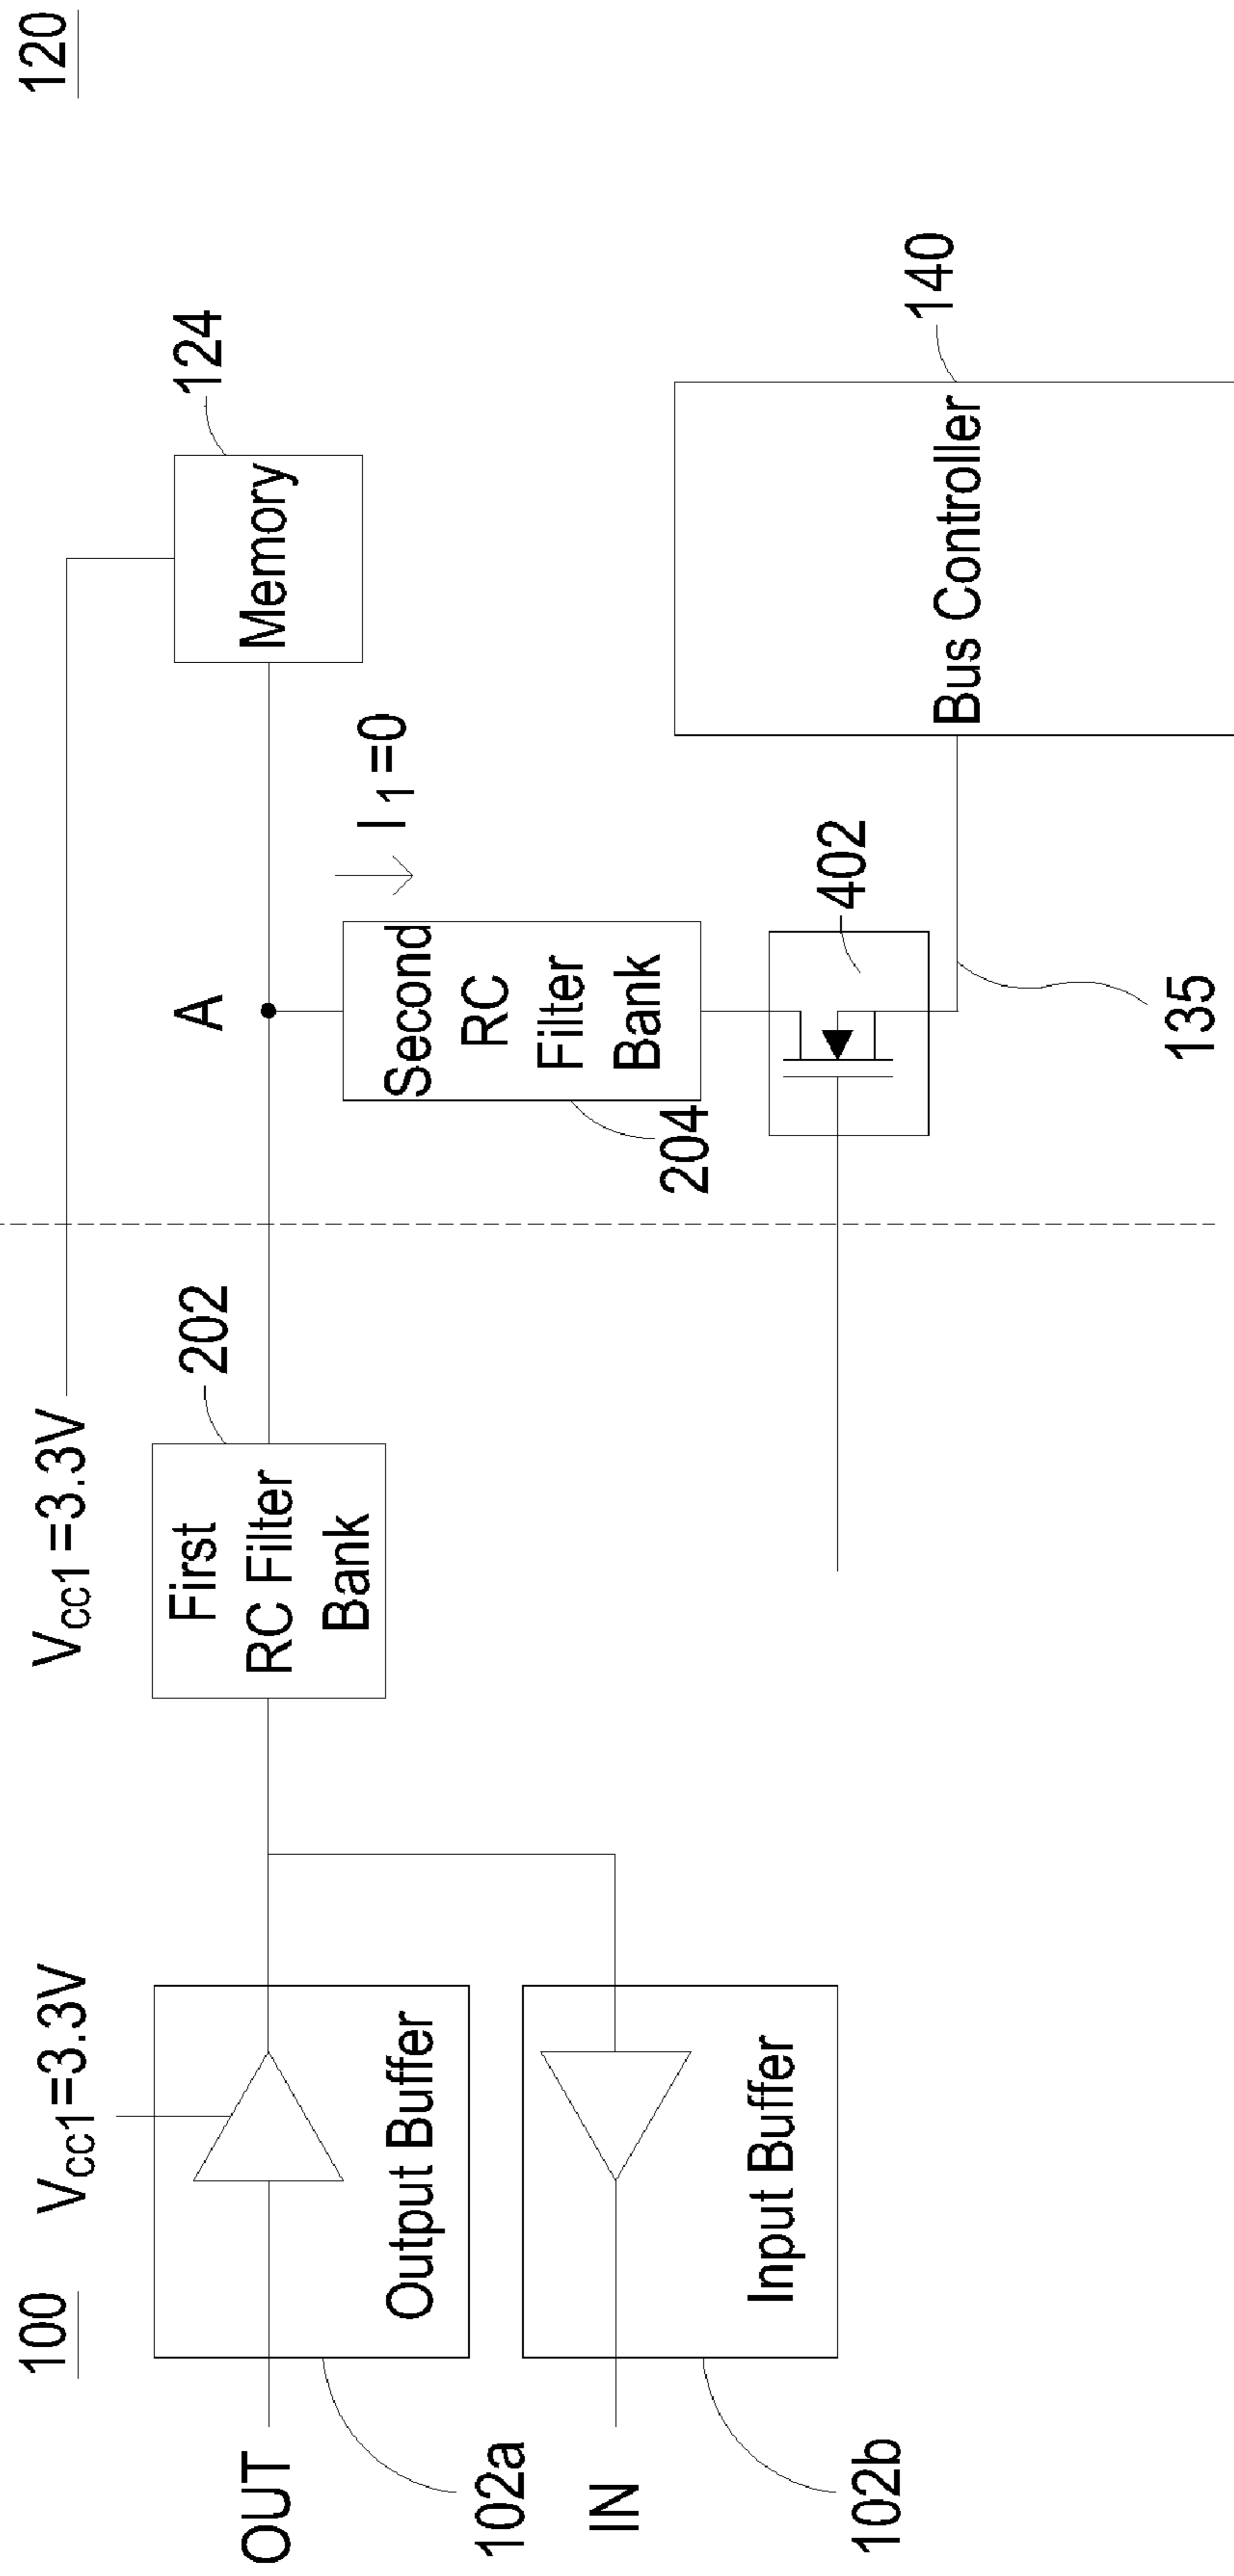 100
120
Vcc1=3.3V
Vcc1=3.3V
OUT
Output Buffer
102a
First
RC Filter
Bank
202
A
Memory
124
I1=0
Second
RC
Filter
Bank
204
IN
Input Buffer
102b
402
Bus Controller
140
135